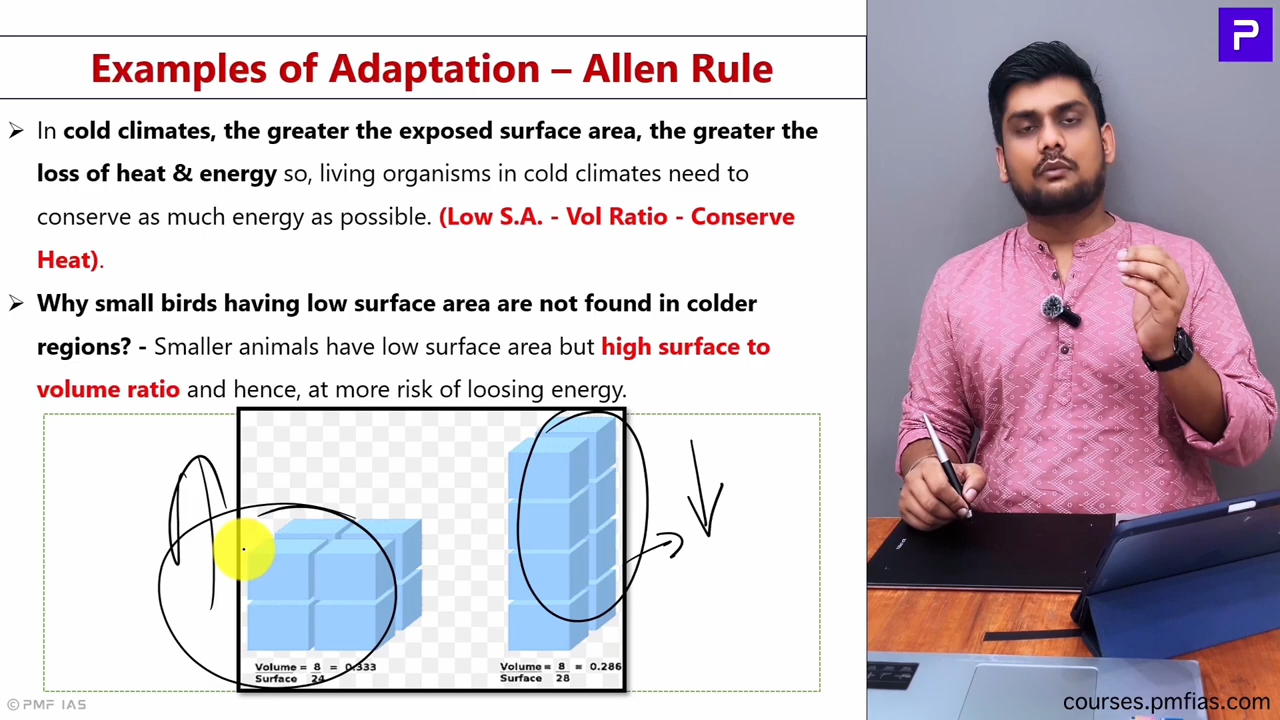 Examples of Adaptation – Allen Rule
➢ In cold climates, the greater the exposed surface area, the greater the
loss of heat & energy so, living organisms in cold climates need to
conserve as much energy as possible. (Low S.A. - Vol Ratio - Conserve
Heat).
➢ Why small birds having low surface area are not found in colder
regions? - Smaller animals have low surface area but high surface to
volume ratio and hence, at more risk of loosing energy.
Volume = 8 = 0.333
Surface 24
Volume = 8 = 0.286
Surface 28
© PMF IAS
P
courses.pmfias.com